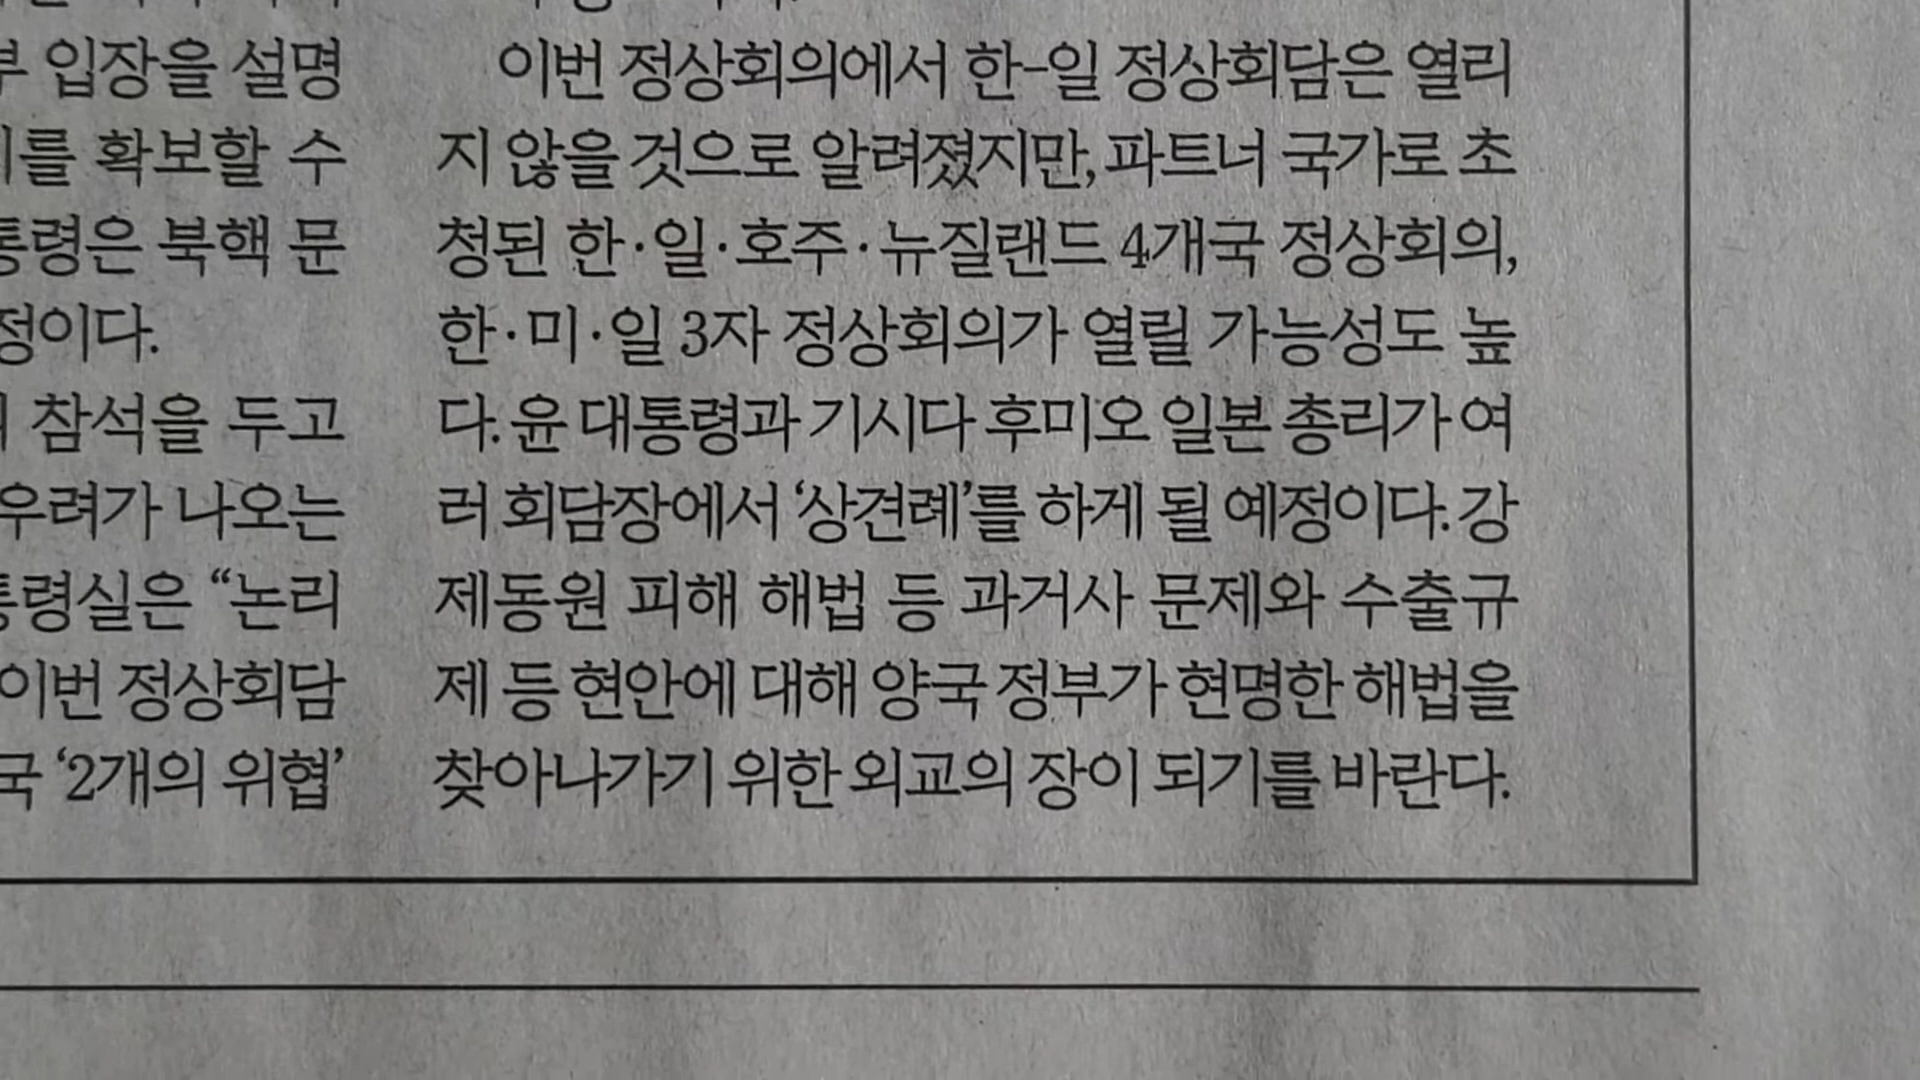 입장을 설명
를 확보할 수
령은 북핵 문
정이다.
참석을 두고
우려가 나오는
통령실은 “논리
이번 정상회담
국 ‘2개의 위협’
이번 정상회의에서 한-일 정상회담은 열리
지 않을 것으로 알려졌지만, 파트너 국가로 초
청된 한·일·호주·뉴질랜드 4개국 정상회의,
한·미·일 3자 정상회의가 열릴 가능성도 높
다. 윤 대통령과 기시다 후미오 일본 총리가 여
러 회담장에서 ‘상견례’를 하게 될 예정이다. 강
제동원 피해 해법 등 과거사 문제와 수출규
제 등 현안에 대해 양국 정부가 현명한 해법을
찾아나가기 위한 외교의 장이 되기를 바란다.